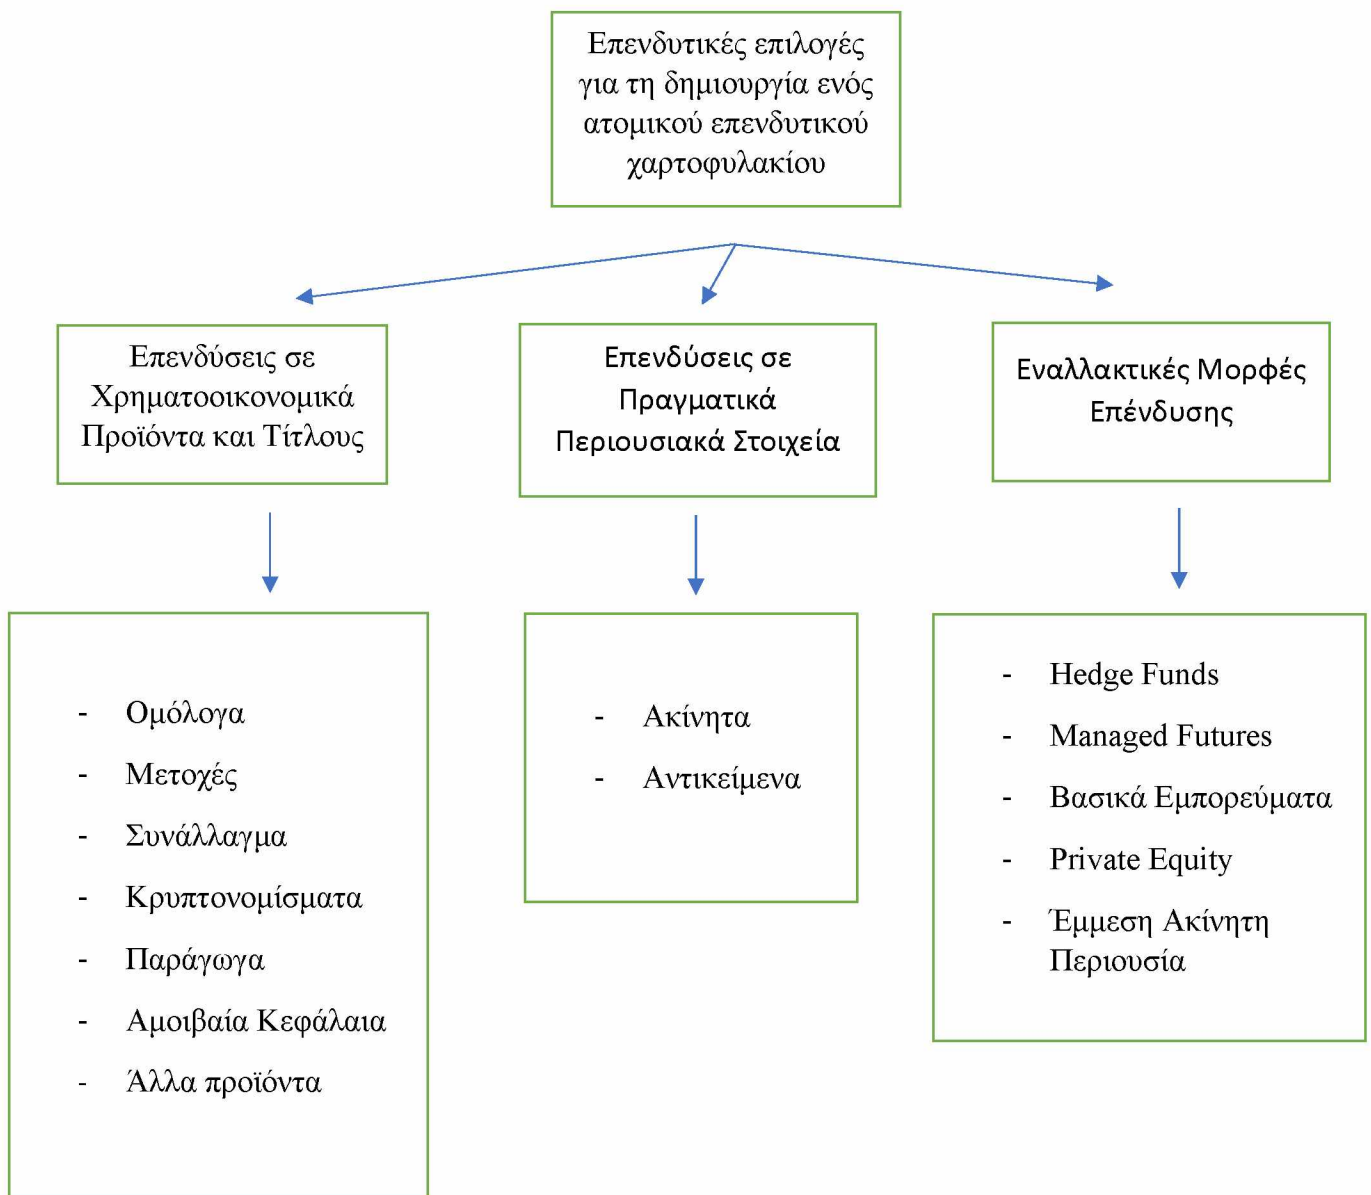 Επενδυτικές επιλογές
για τη δημιουργία ενός
ατομικού επενδυτικού
χαρτοφυλακίου
Επενδύσεις σε
Χρηματοοικονομικά
Προϊόντα και Τίτλους
Επενδύσεις σε
Πραγματικά
Περιουσιακά Στοιχεία
Εναλλακτικές Μορφές
Επένδυσης
- Ομόλογα
- Μετοχές
- Συνάλλαγμα
- Κρυπτονομίσματα
- Παράγωγα
- Αμοιβαία Κεφάλαια
- Άλλα προϊόντα
- Ακίνητα
- Αντικείμενα
- Hedge Funds
- Managed Futures
- Βασικά Εμπορεύματα
- Private Equity
- Έμμεση Ακίνητη
Περιουσία